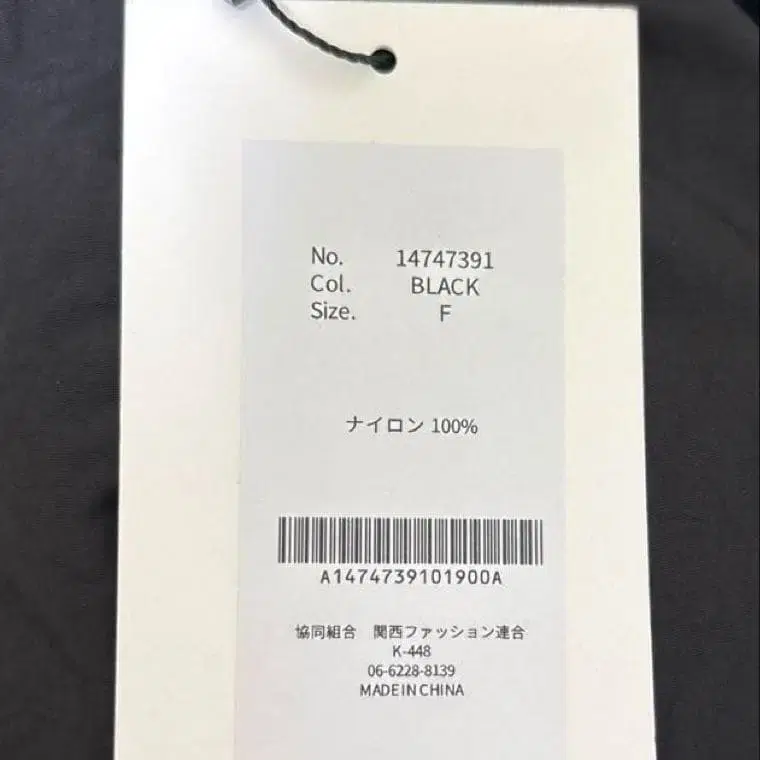 No. 14747391
Col. BLACK
Size. F
ナイロン 100%
A1474739101900A
協同組合 関西ファッション連合
K-448
06-6228-8139
MADE IN CHINA